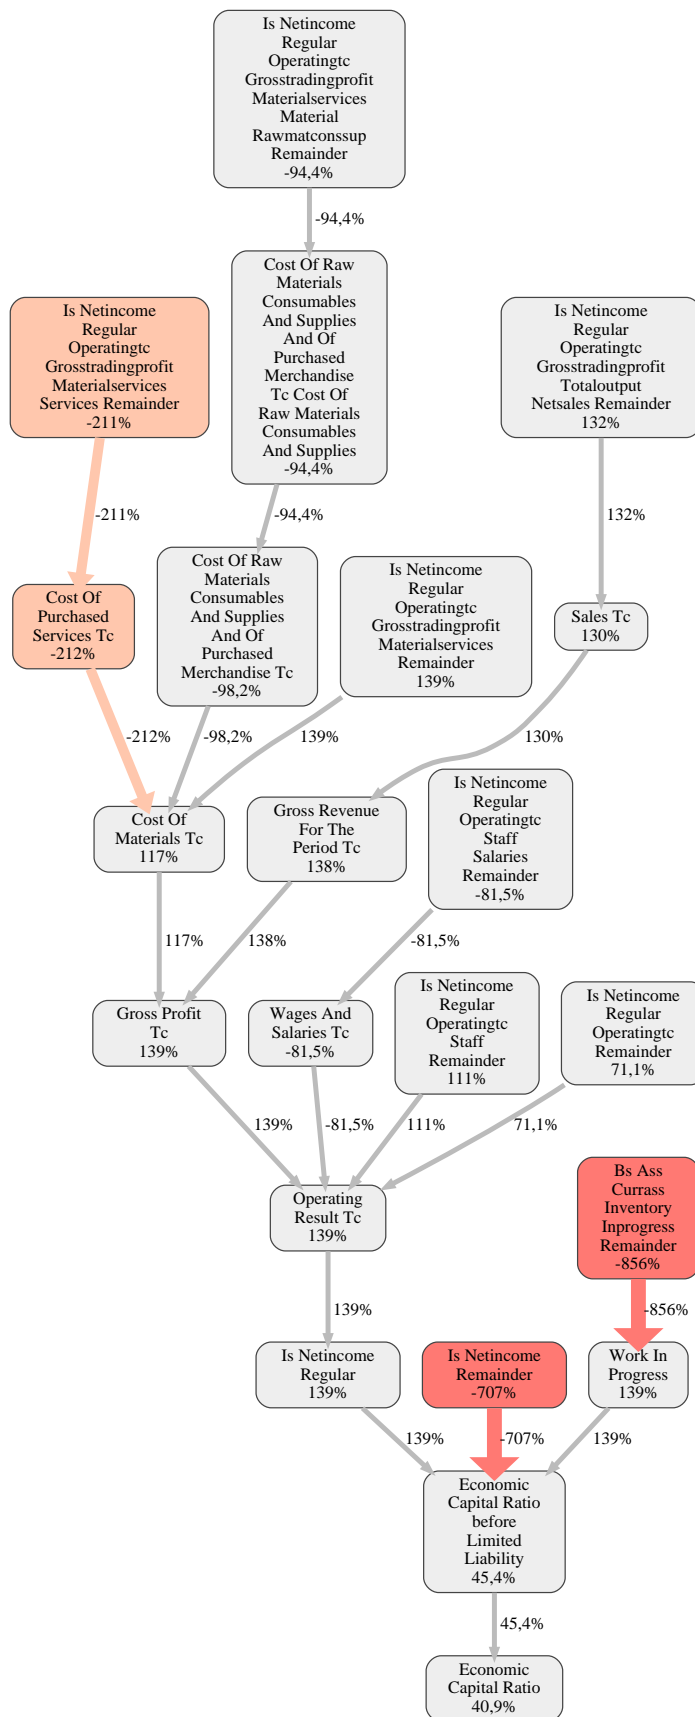 Is Netincome
Regular
Operatingtc
Grosstradingprofit
Materialservices
Material
Rawmatconssup
Remainder
-94,4%
-94,4%
Cost Of Raw
Materials
Consumables
And Supplies
And Of
Purchased
Merchandise
Tc Cost Of
Raw Materials
Consumables
And Supplies
-94,4%
Is Netincome
Regular
Operatingtc
Grosstradingprofit
Materialservices
Services Remainder
-211%
Is Netincome
Regular
Operatingtc
Grosstradingprofit
Totaloutput
Netsales Remainder
132%
-211%
-94,4%
132%
Cost Of
Purchased
Services Tc
-212%
Cost Of Raw
Materials
Consumables
And Supplies
And Of
Purchased
Merchandise Tc
-98,2%
Is Netincome
Regular
Operatingtc
Grosstradingprofit
Materialservices
Remainder
139%
Sales Tc
130%
-212%
-98,2%
139%
130%
Cost Of
Materials Tc
117%
Gross Revenue
For The
Period Tc
138%
Is Netincome
Regular
Operatingtc
Staff
Salaries
Remainder
-81,5%
117%
138%
-81,5%
Gross Profit
Tc
139%
Wages And
Salaries Tc
-81,5%
Is Netincome
Regular
Operatingtc
Staff
Remainder
111%
Is Netincome
Regular
Operatingtc
Remainder
71,1%
139%
-81,5%
111%
71,1%
Operating
Result Tc
139%
Bs Ass
Currass
Inventory
Inprogress
Remainder
-856%
139%
-856%
Is Netincome
Regular
139%
Is Netincome
Remainder
-707%
Work In
Progress
139%
139%
-707%
139%
Economic
Capital Ratio
before
Limited
Liability
45,4%
45,4%
Economic
Capital Ratio
40,9%